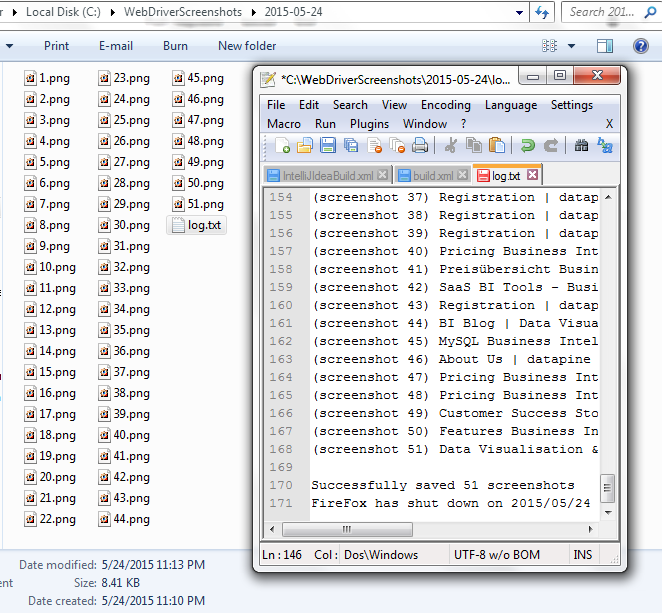 r ▸ Local Disk (C:) ▸ WebDriverScreenshots ▸ 2015-05-24
Search 201...
Print E-mail Burn New folder
1.png
2.png
3.png
4.png
5.png
6.png
7.png
8.png
9.png
10.png
11.png
12.png
13.png
14.png
15.png
16.png
17.png
18.png
19.png
20.png
21.png
22.png
23.png
24.png
25.png
26.png
27.png
28.png
29.png
30.png
31.png
32.png
33.png
34.png
35.png
36.png
37.png
38.png
39.png
40.png
41.png
42.png
43.png
44.png
45.png
46.png
47.png
48.png
49.png
50.png
51.png
log.txt
*C:\WebDriverScreenshots\2015-05-24\lo...
File Edit Search View Encoding Language Settings
Macro Run Plugins Window ? X
IntelliJIdeaBuild.xml build.xml log.txt
154 (screenshot 37) Registration | datap
155 (screenshot 38) Registration | datap
156 (screenshot 39) Registration | datap
157 (screenshot 40) Pricing Business Int
158 (screenshot 41) Preisübersicht Busin
159 (screenshot 42) SaaS BI Tools - Busi
160 (screenshot 43) Registration | datap
161 (screenshot 44) BI Blog | Data Visua
162 (screenshot 45) MySQL Business Intel
163 (screenshot 46) About Us | datapine
164 (screenshot 47) Pricing Business Int
165 (screenshot 48) Pricing Business Int
166 (screenshot 49) Customer Success Sto
167 (screenshot 50) Features Business In
168 (screenshot 51) Data Visualisation &
169
170 Successfully saved 51 screenshots
171 FireFox has shut down on 2015/05/24
Ln : 146 Col : Dos\Windows UTF-8 w/o BOM INS
Date modified: 5/24/2015 11:13 PM
ent Size: 8.41 KB
Date created: 5/24/2015 11:10 PM